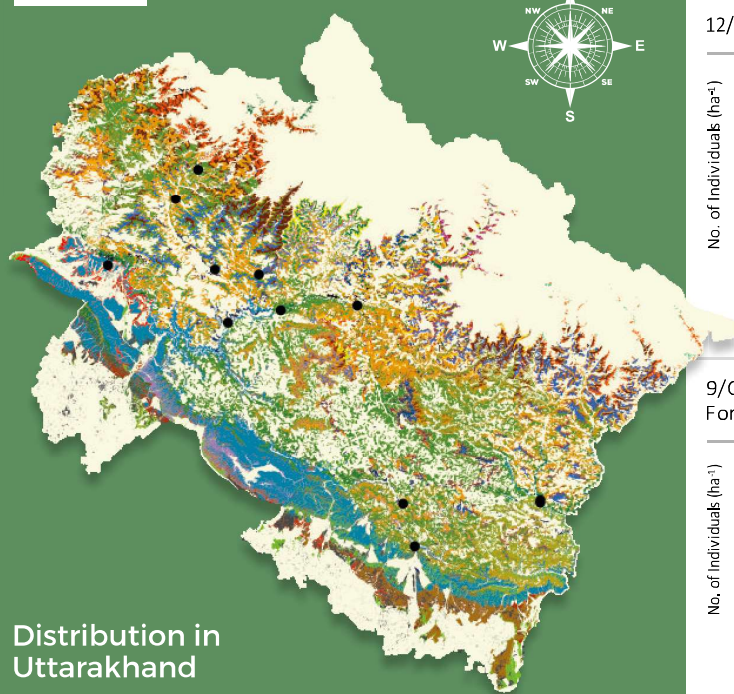 NW
NE
W
E
SW
SE
S
12/
No. of Individuals (ha-¹)
9/
For
No. of Individuals (ha-¹)
Distribution in
Uttarakhand